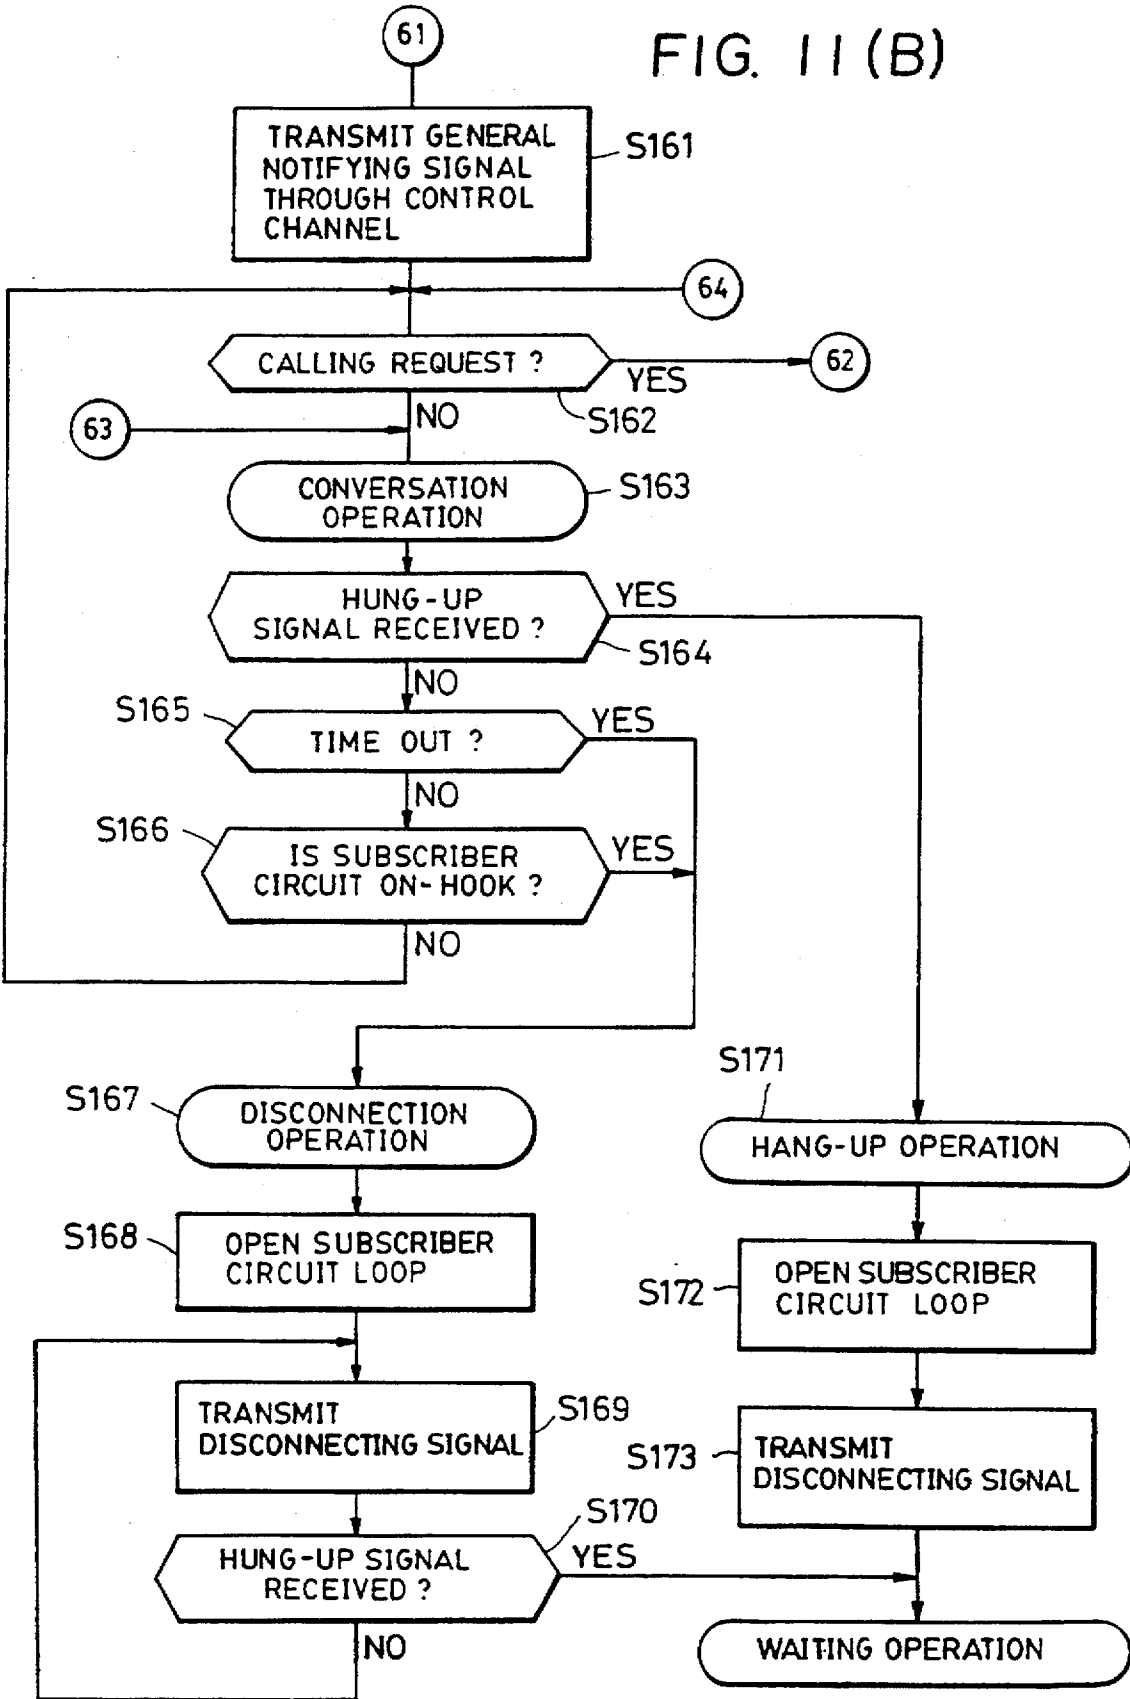 61
FIG. 11(B)
TRANSMIT GENERAL
NOTIFYING SIGNAL
THROUGH CONTROL
CHANNEL
S161
64
CALLING REQUEST ?
YES
62
S162
NO
63
CONVERSATION
OPERATION
S163
HUNG-UP
SIGNAL RECEIVED ?
YES
S164
NO
S165
TIME OUT ?
YES
NO
S166
IS SUBSCRIBER
CIRCUIT ON-HOOK ?
YES
NO
S167
DISCONNECTION
OPERATION
S171
HANG-UP OPERATION
S168
OPEN SUBSCRIBER
CIRCUIT LOOP
S172
OPEN SUBSCRIBER
CIRCUIT LOOP
TRANSMIT
DISCONNECTING SIGNAL
S169
S173
TRANSMIT
DISCONNECTING SIGNAL
S170
HUNG-UP SIGNAL
RECEIVED ?
YES
NO
WAITING OPERATION